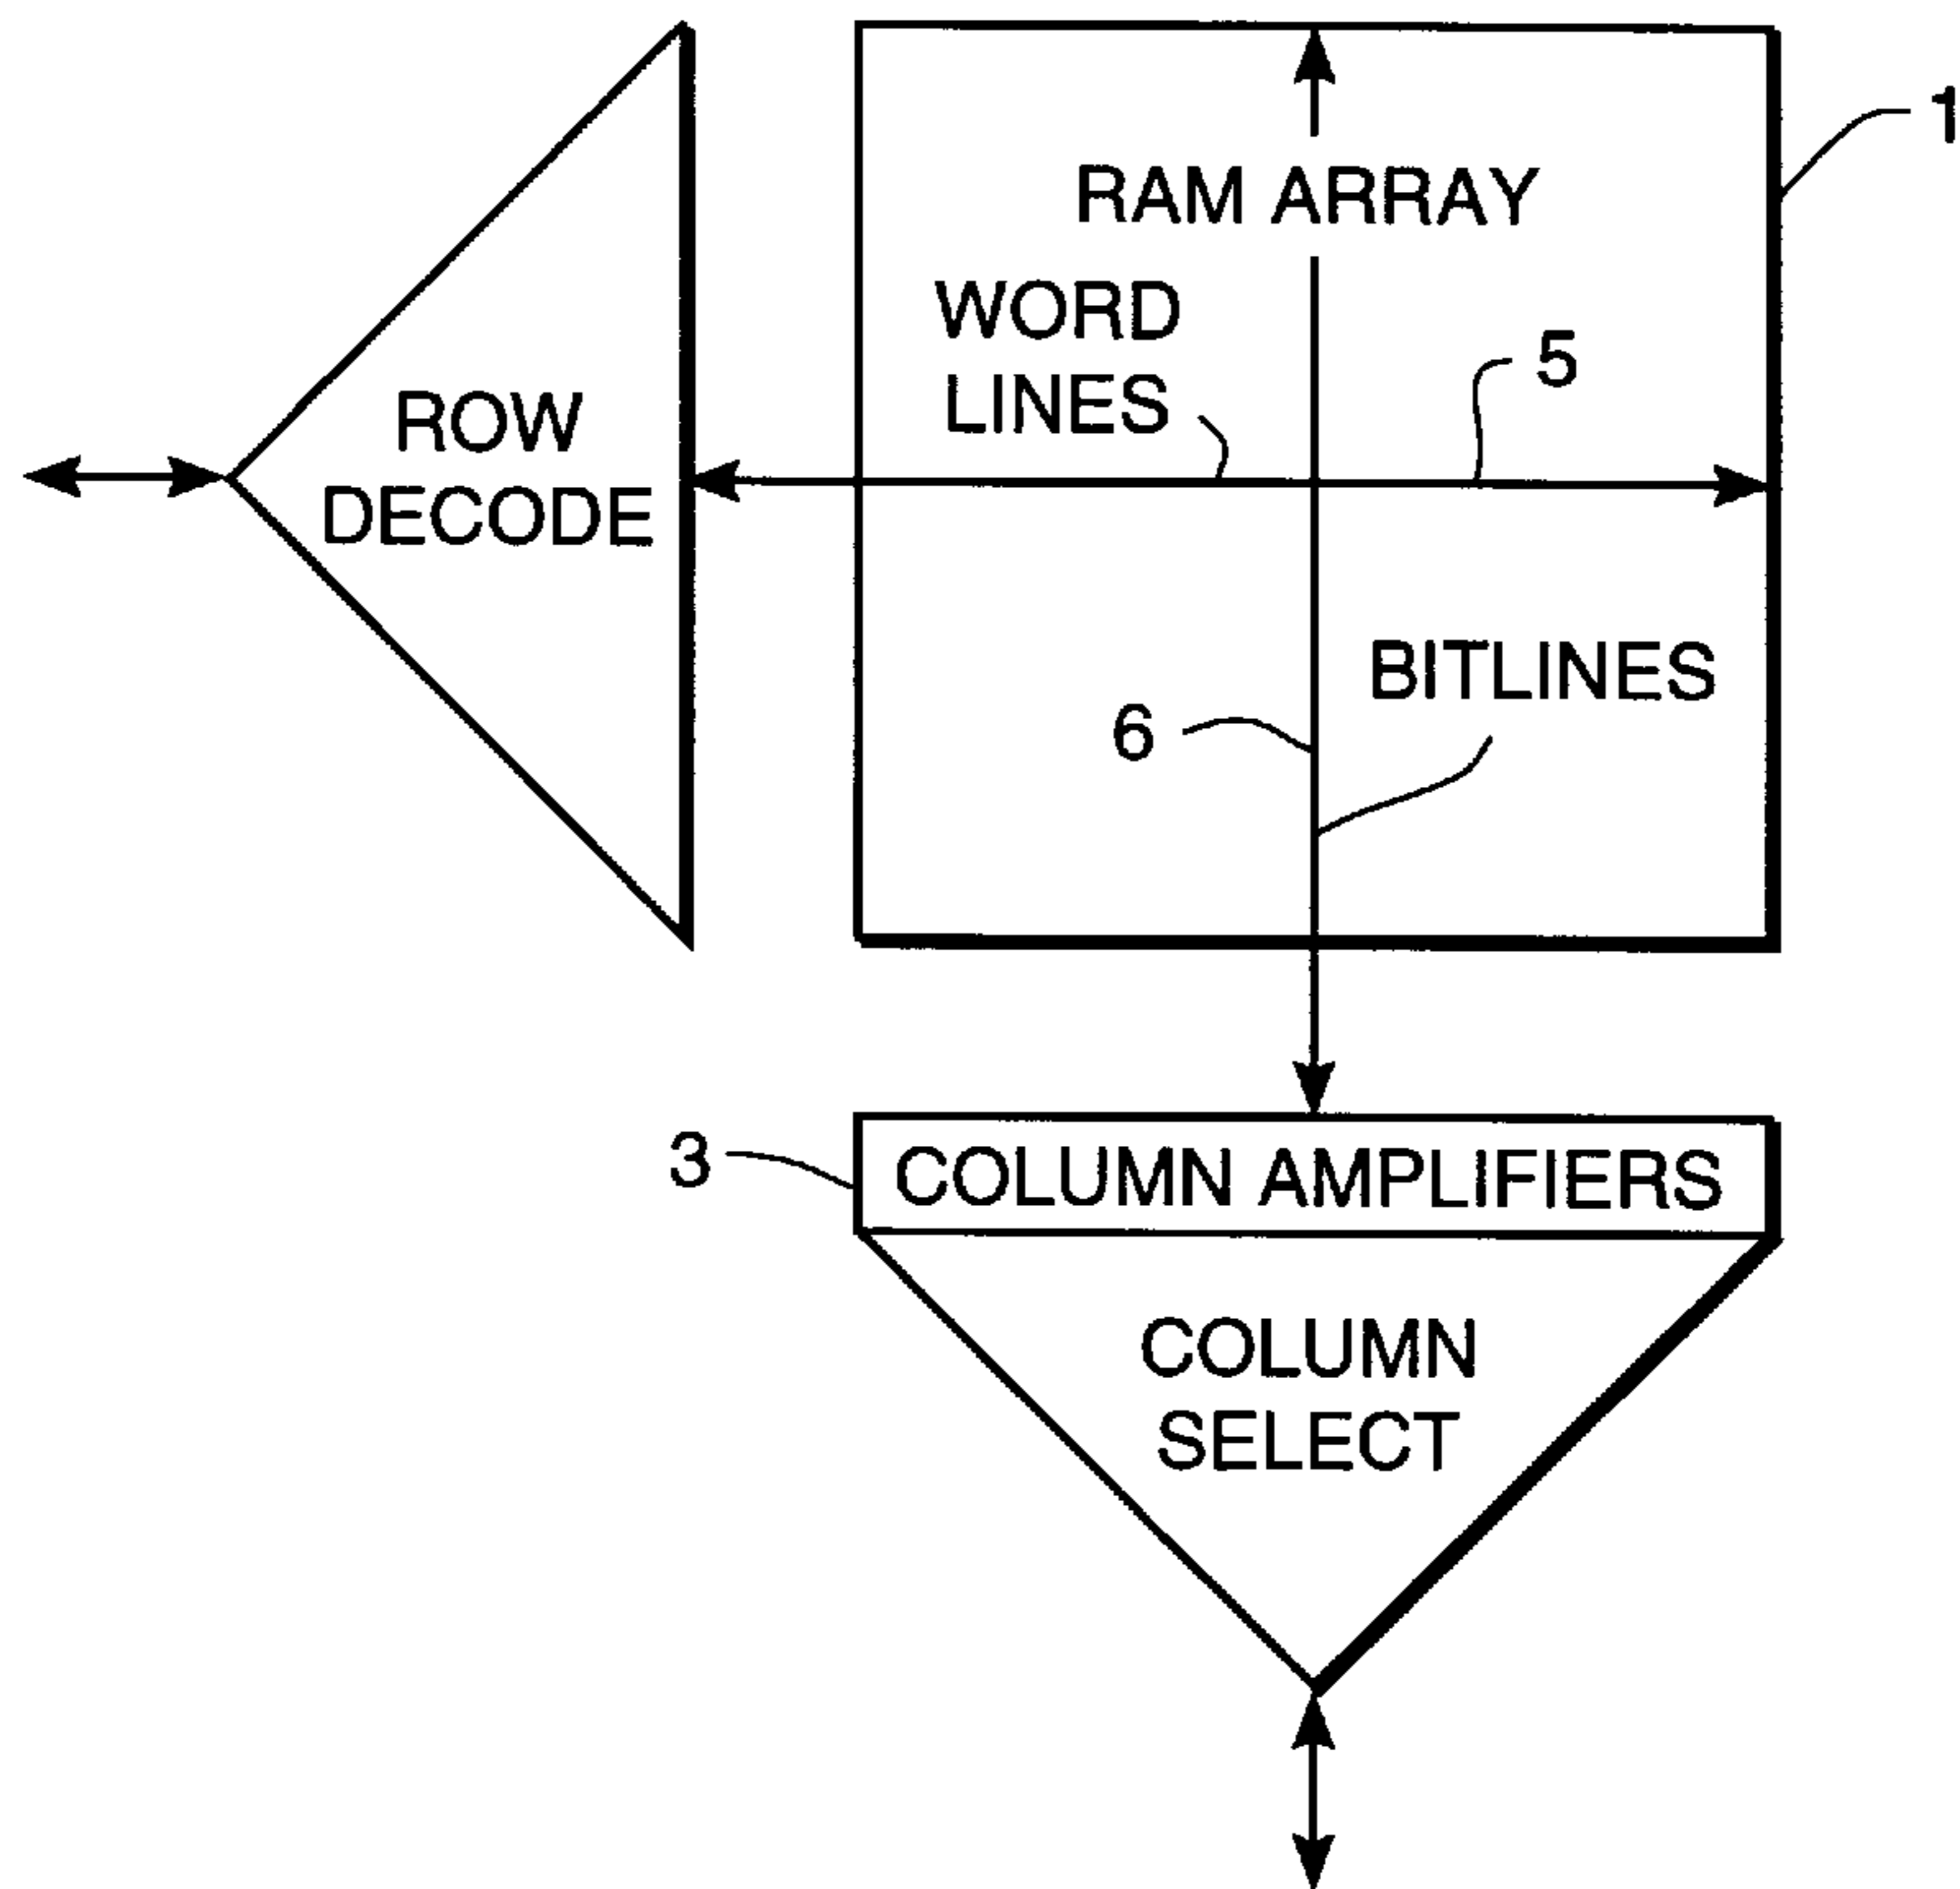 1
RAM ARRAY
WORD
LINES
5
ROW
DECODE
BITLINES
6
3
COLUMN AMPLIFIERS
COLUMN
SELECT